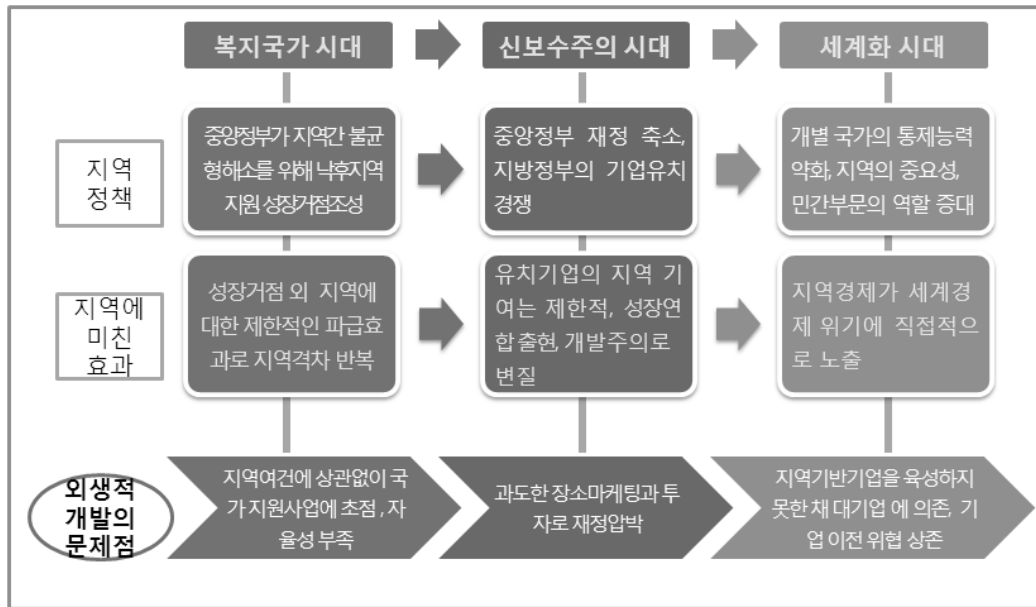 복지국가 시대
신보수주의 시대
세계화 시대
지역
정책
중앙정부가 지역간 불균
형해소를 위해 낙후지역
지원, 성장거점조성
중앙정부 재정 축소,
지방정부의 기업유치
경쟁
개별 국가의 통제능력
약화, 지역의 중요성,
민간부문의 역할 증대
지역에
미친
효과
성장거점 외 지역에
대한 제한적인 파급효
과로 지역격차 반복
유치기업의 지역 기
여는 제한적, 성장연
합 출현, 개발주의로
변질
지역경제가 세계경
제 위기에 직접적으
로 노출
외생적
개발의
문제점
지역여건에 상관없이 국
가 지원사업에 초점 , 자
율성 부족
과도한 장소마케팅과 투
자로 재정압박
지역기반기업을 육성하지
못한 채 대기업 에 의존, 기
업 이전 위협 상존